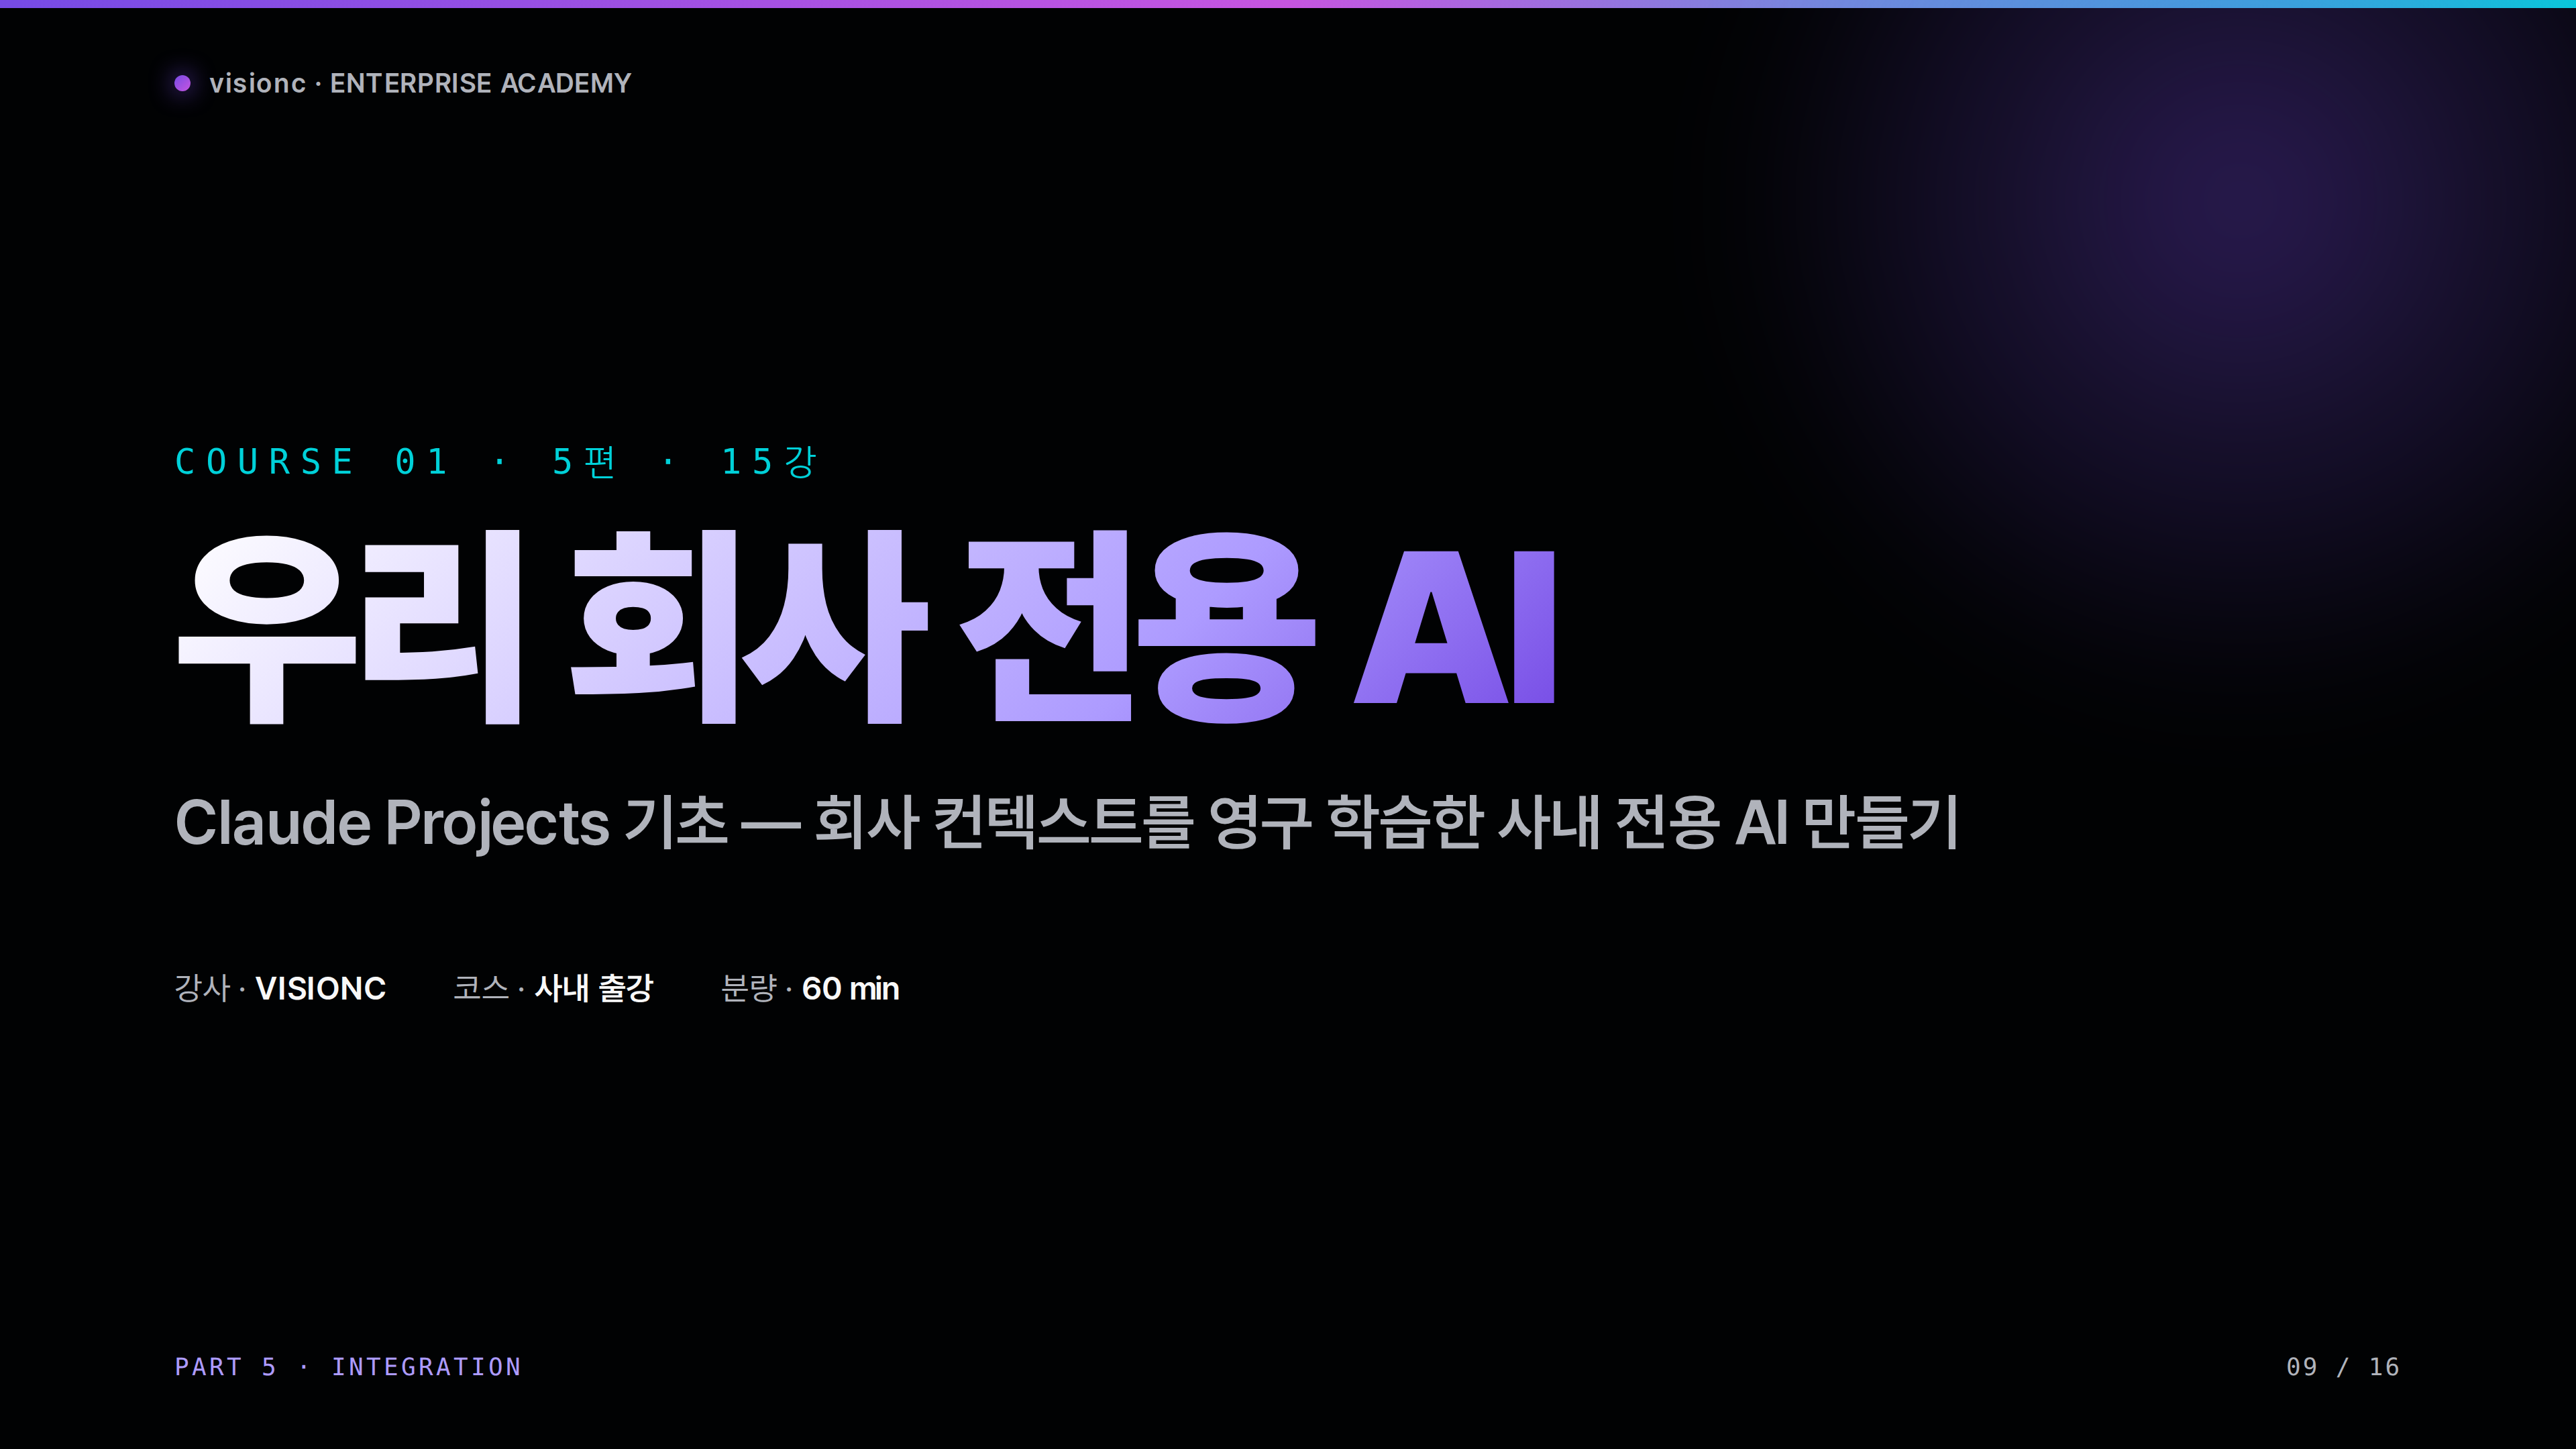 visionc · ENTERPRISE ACADEMY
COURSE 01 · 5편 · 15강
우리 회사 전용 AI
Claude Projects 기초 — 회사 컨텍스트를 영구 학습한 사내 전용 AI 만들기
강사 · VISIONC 코스 · 사내 출강 분량 · 60 min
PART 5 · INTEGRATION 09 / 16